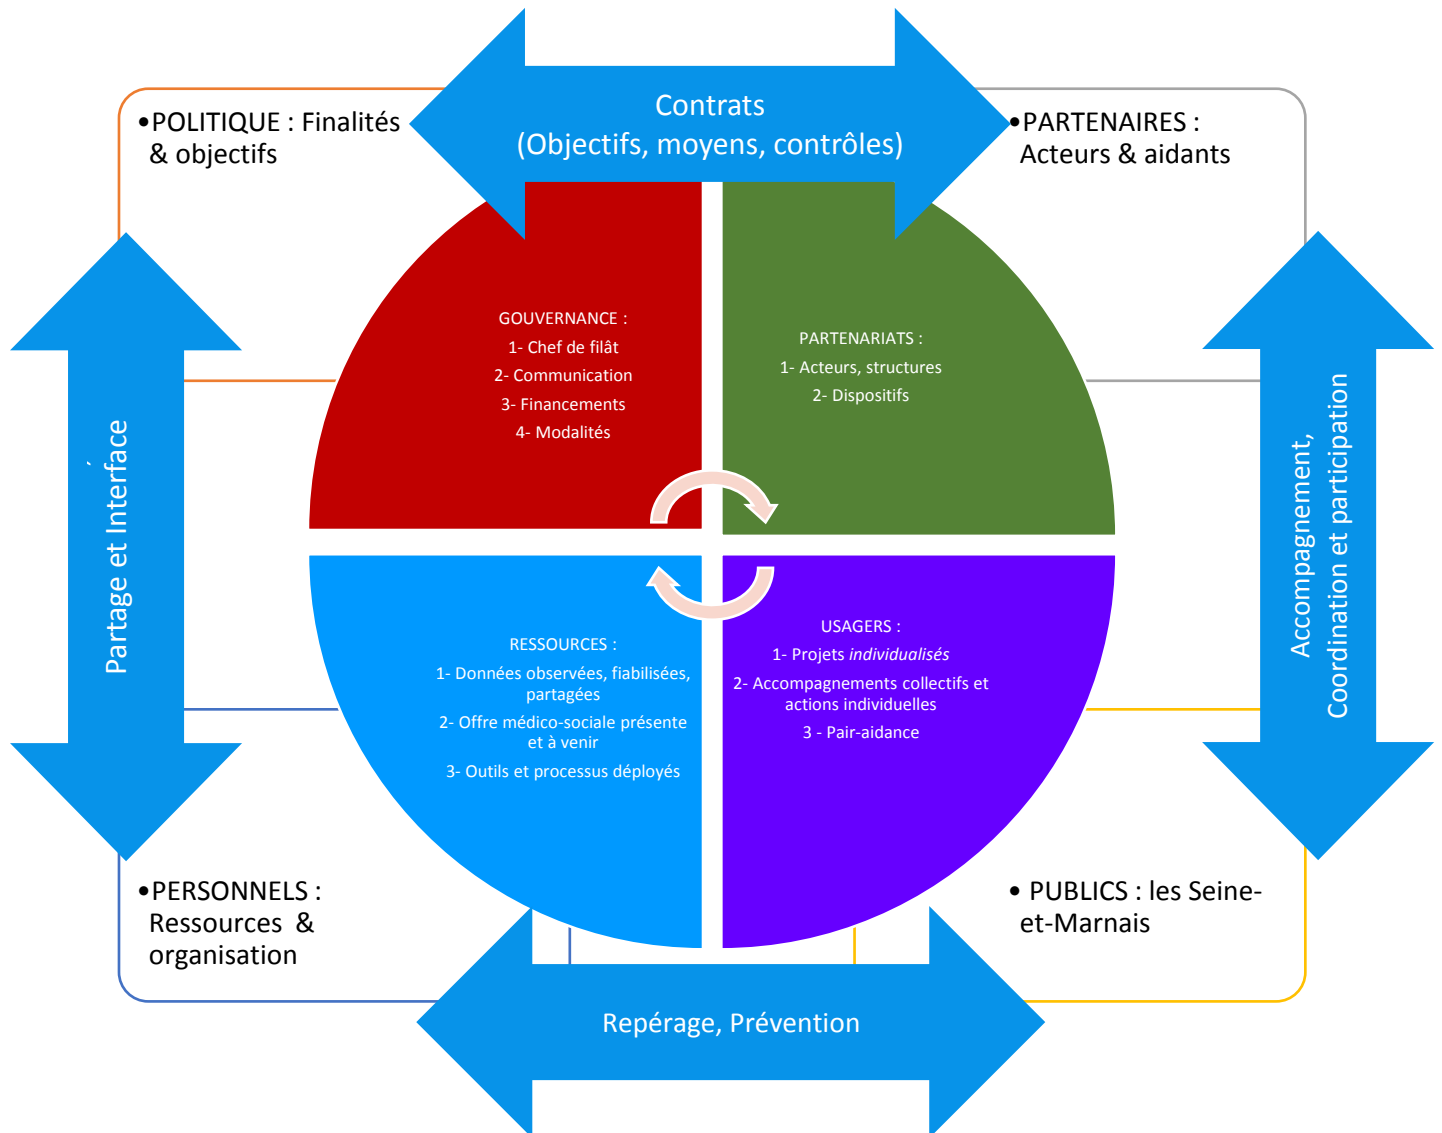 Contrats
(Objectifs, moyens, contrôles)
•POLITIQUE : Finalités
& objectifs
•PARTENAIRES :
Acteurs & aidants
GOUVERNANCE :
1- Chef de filât
2- Communication
3- Financements
4- Modalités
PARTENARIATS :
1- Acteurs, structures
2- Dispositifs
Partage et Interface
Accompagnement,
Coordination et participation
RESSOURCES :
1- Données observées, fiabilisées,
partagées
2- Offre médico-sociale présente
et à venir
3- Outils et processus déployés
USAGERS :
1- Projets individualisés
2- Accompagnements collectifs et
actions individuelles
3 - Pair-aidance
•PERSONNELS :
Ressources &
organisation
• PUBLICS : les Seine-
et-Marnais
Repérage, Prévention